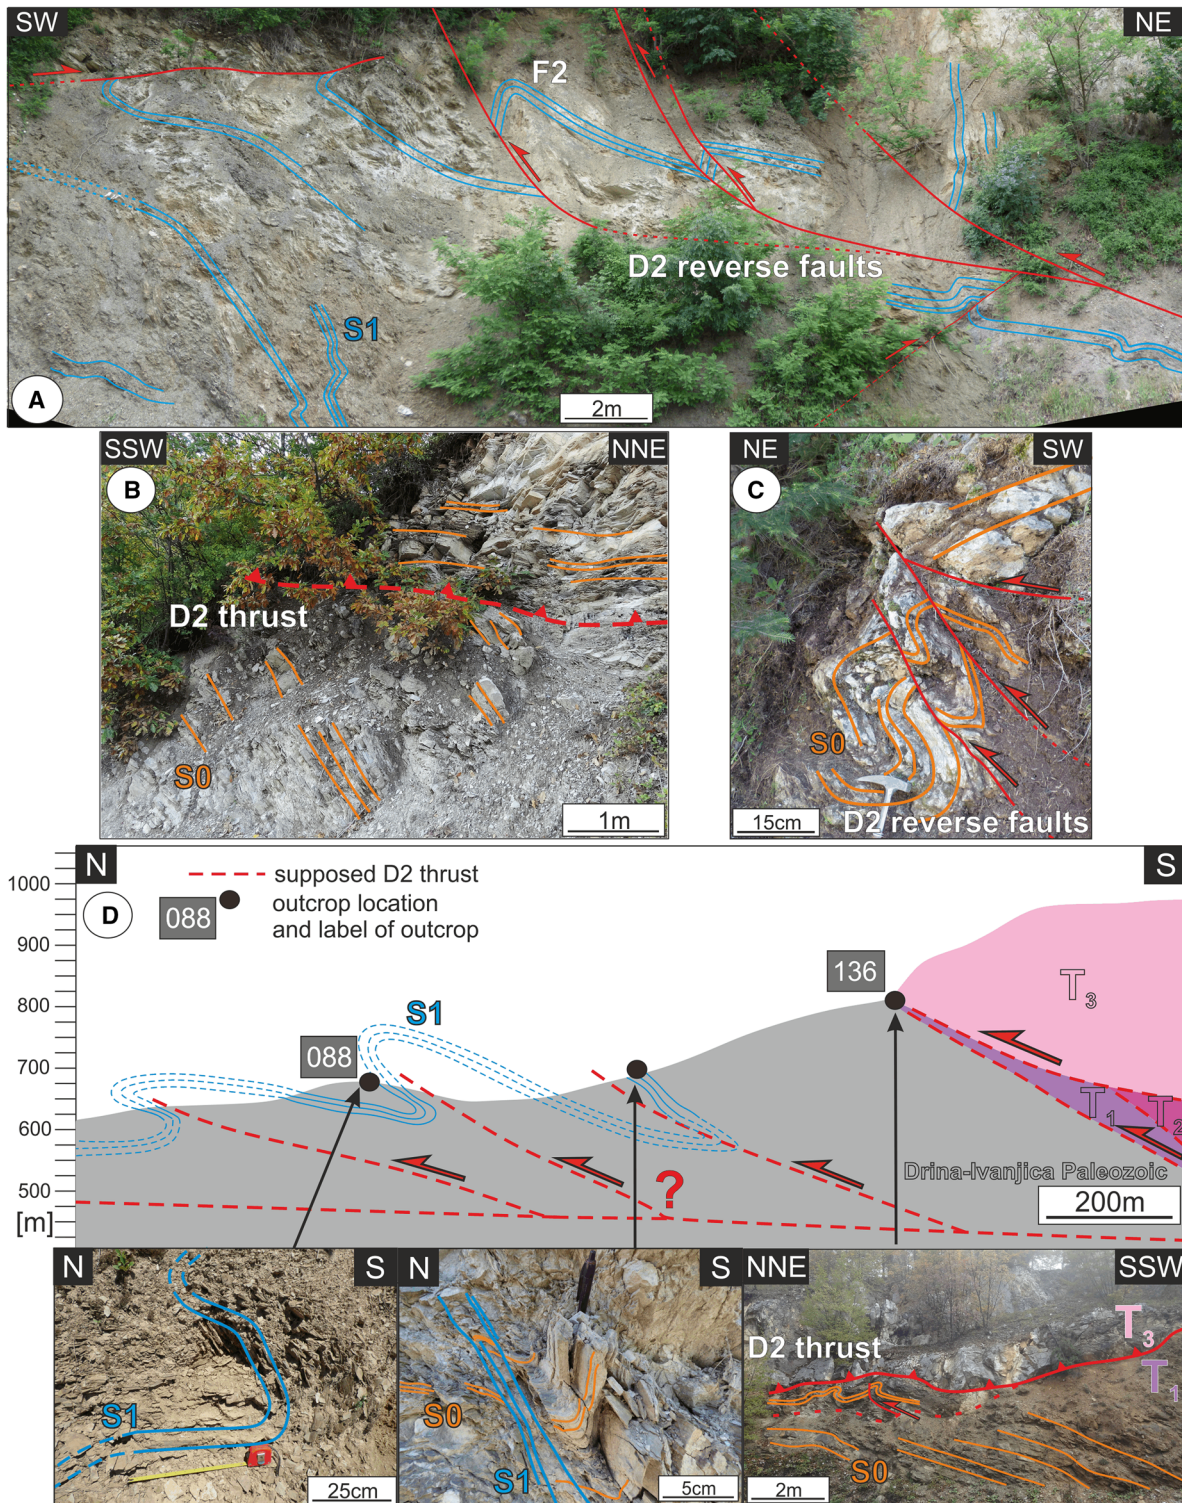 SW
NE
F2
D2 reverse faults
S1
A
2m
SSW
NNE
B
D2 thrust
S0
1m
NE
SW
C
S0
15cm
D2 reverse faults
N
S
1000
900
800
700
600
500
[m]
D
supposed D2 thrust
088
outcrop location
and label of outcrop
136
T3
S1
088
T1
T2
Drina-Ivanjica Paleozoic
?
200m
N
S
S1
25cm
N
S
S0
S1
5cm
NNE
SSW
T3
D2 thrust
T1
S0
2m